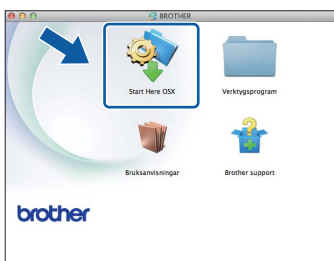 BROTHER
Start Here OSX
Verktygsprogram
Bruksanvisningar
Brother support
brother